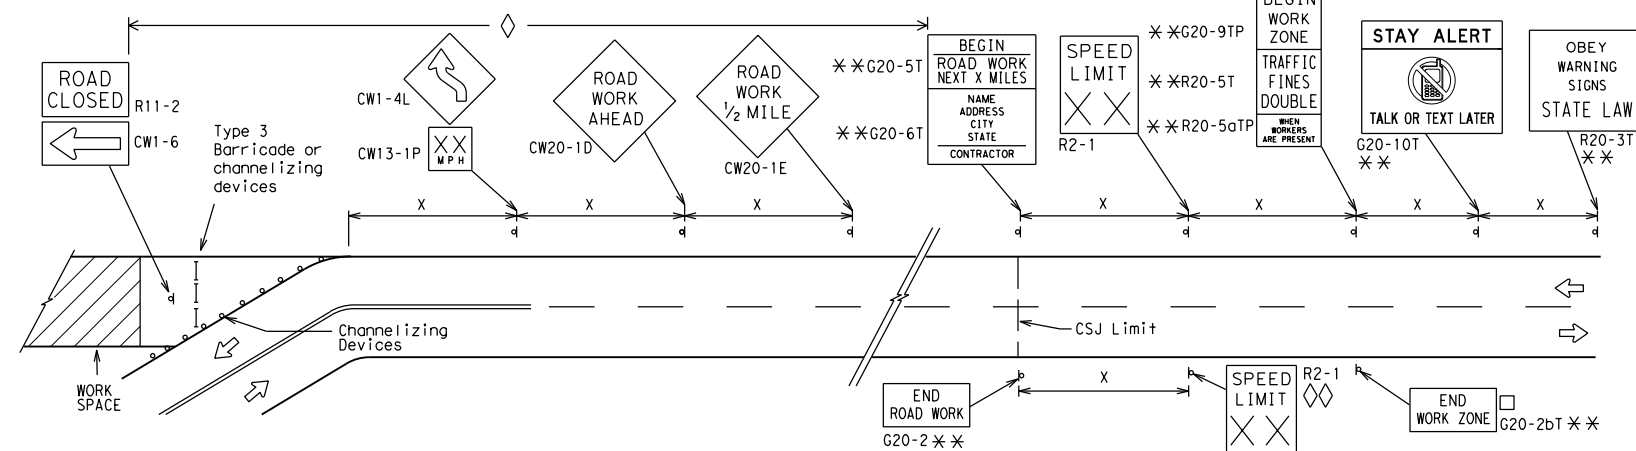 ROAD
CLOSED
R11-2
CW1-6
Type 3
Barricade or
channelizing
devices
CW1-4L
XX
MPH
CW13-1P
ROAD
WORK
AHEAD
CW20-1D
ROAD
WORK
1/2 MILE
CW20-1E
**G20-5T
**G20-6T
BEGIN
ROAD WORK
NEXT X MILES
NAME
ADDRESS
CITY
STATE
CONTRACTOR
SPEED
LIMIT
XX
R2-1
**G20-9TP
**R20-5T
**R20-5aTP
BEGIN
WORK
ZONE
TRAFFIC
FINES
DOUBLE
WHEN
WORKERS
ARE PRESENT
STAY ALERT
TALK OR TEXT LATER
G20-10T
**
OBEY
WARNING
SIGNS
STATE LAW
R20-3T
**
X
X
X
X
X
X
X
Channelizing
Devices
CSJ Limit
WORK
SPACE
END
ROAD WORK
G20-2 **
X
SPEED
LIMIT
XX
R2-1
END
WORK ZONE
G20-2bT **